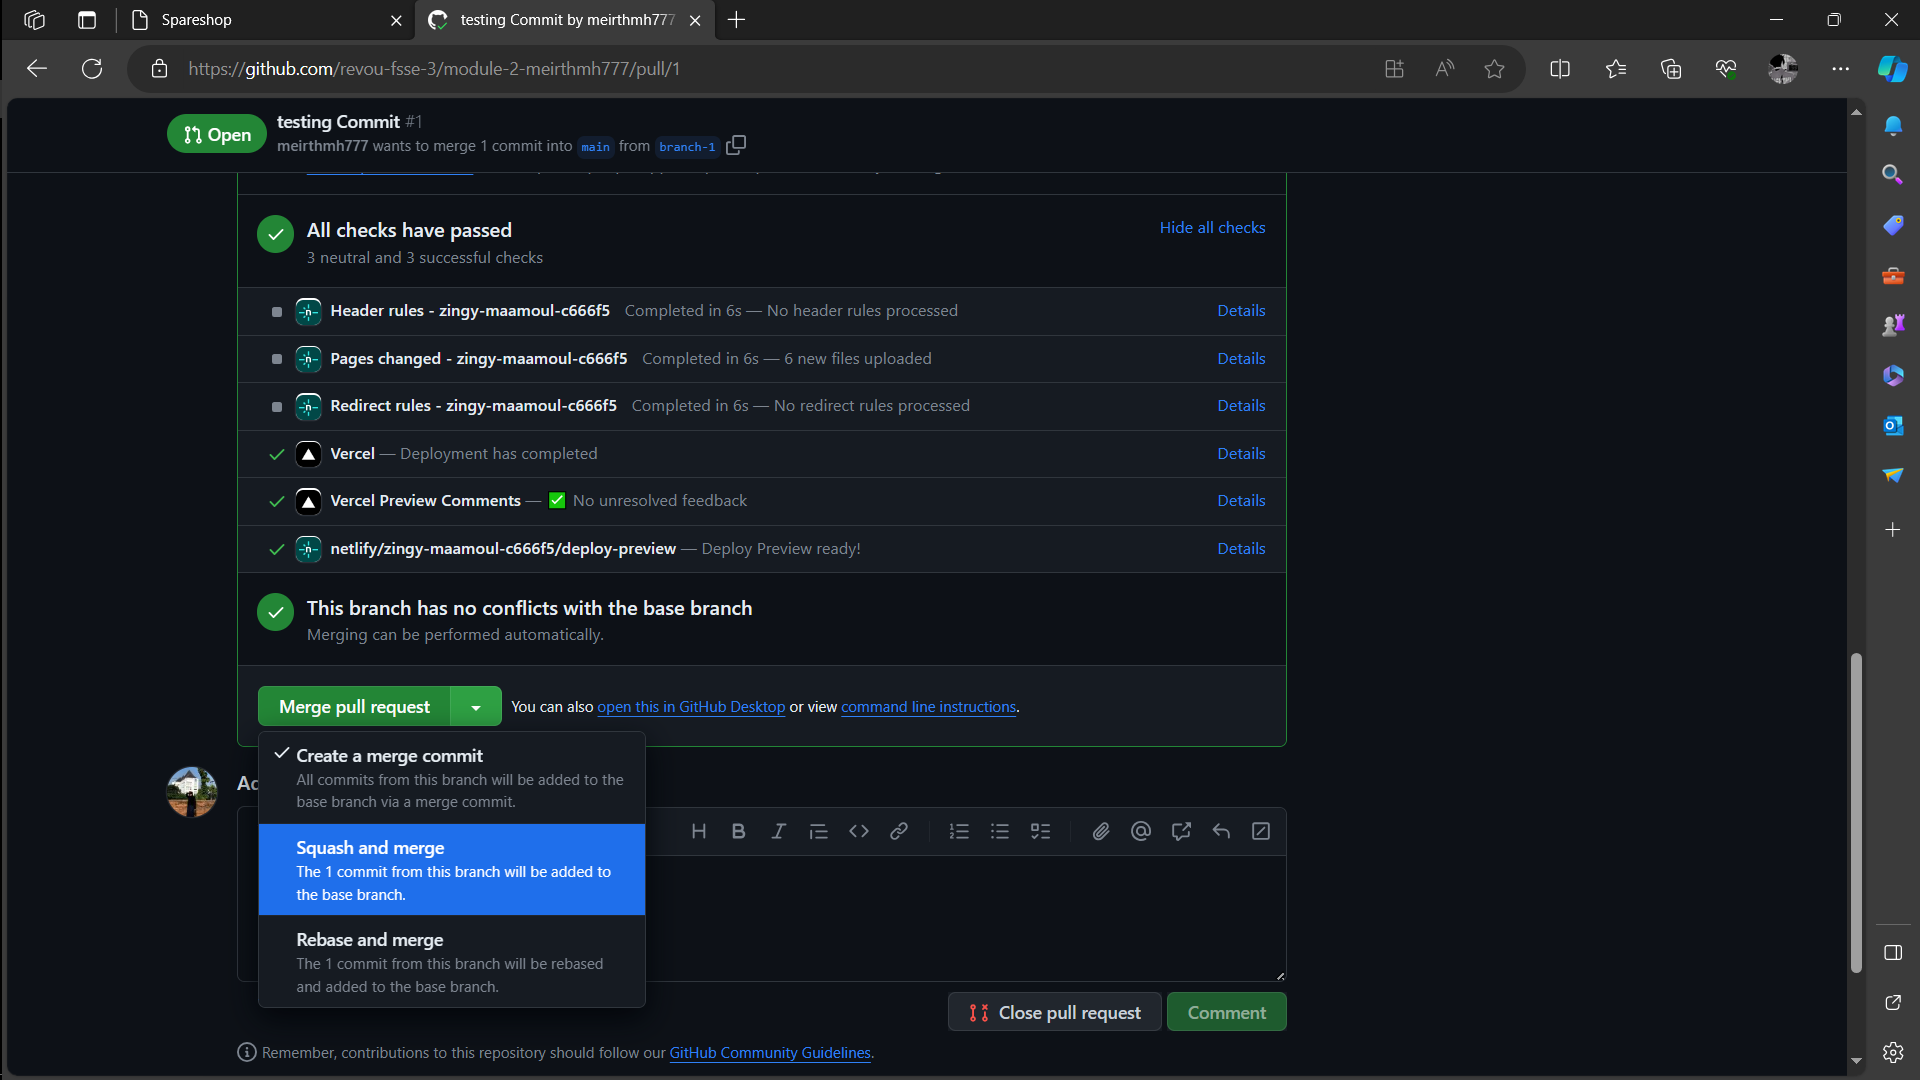 Spareshop
testing Commit by meirthmh777
https://github.com/revou-fsse-3/module-2-meirthmh777/pull/1
Open
testing Commit #1
meirthmh777 wants to merge 1 commit into main from branch-1
All checks have passed
Hide all checks
3 neutral and 3 successful checks
Header rules - zingy-maamoul-c666f5 Completed in 6s — No header rules processed Details
Pages changed - zingy-maamoul-c666f5 Completed in 6s — 6 new files uploaded Details
Redirect rules - zingy-maamoul-c666f5 Completed in 6s — No redirect rules processed Details
Vercel — Deployment has completed Details
Vercel Preview Comments — ✅ No unresolved feedback Details
netlify/zingy-maamoul-c666f5/deploy-preview — Deploy Preview ready! Details
This branch has no conflicts with the base branch
Merging can be performed automatically.
Merge pull request
You can also open this in GitHub Desktop or view command line instructions.
Create a merge commit
All commits from this branch will be added to the
base branch via a merge commit.
Squash and merge
The 1 commit from this branch will be added to
the base branch.
Rebase and merge
The 1 commit from this branch will be rebased
and added to the base branch.
Close pull request
Comment
Remember, contributions to this repository should follow our GitHub Community Guidelines.